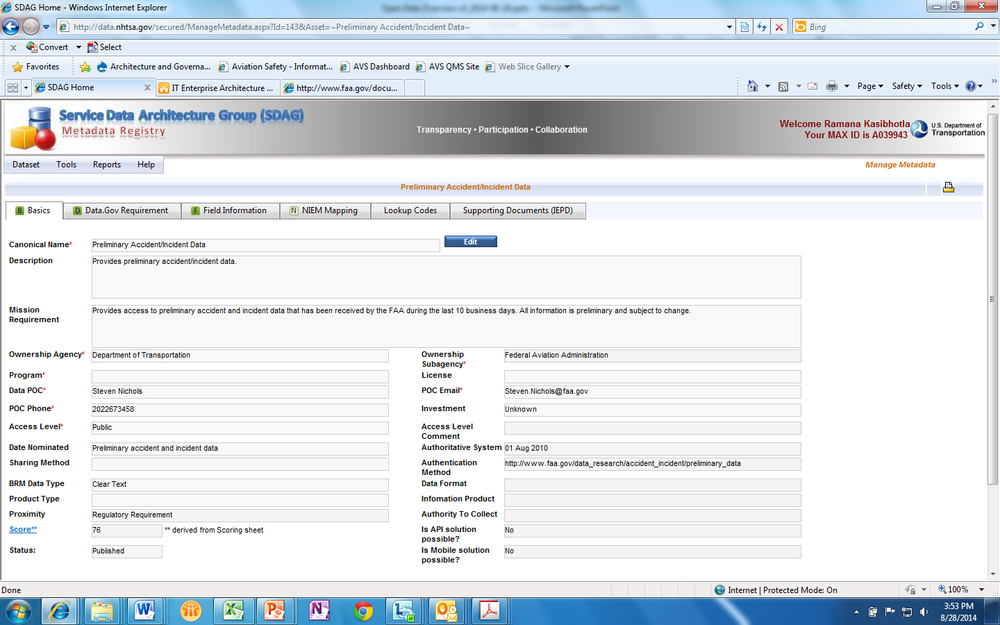 SDAG Home - Windows Internet Explorer
http://data.nhtsa.gov/secured/ManageMetadata.aspx?Id=143&Asset=~Preliminary Accident/Incident Data~
Bing
x Convert Select
Favorites Architecture and Governa... Aviation Safety - Informat... AVS Dashboard AVS QMS Site Web Slice Gallery
SDAG Home x IT Enterprise Architecture ... http://www.faa.gov/docu... Page Safety Tools
Service Data Architecture Group (SDAG)
Metadata Registry
Transparency • Participation • Collaboration
Welcome Ramana Kasibhotla
Your MAX ID is A039943
U.S. Department of
Transportation
Dataset Tools Reports Help
Manage Metadata
Preliminary Accident/Incident Data
B Basics D Data.Gov Requirement F Field Information N NIEM Mapping Lookup Codes Supporting Documents (IEPD)
Canonical Name* Preliminary Accident/Incident Data Edit
Description Provides preliminary accident/incident data.
Mission Requirement Provides access to preliminary accident and incident data that has been received by the FAA during the last 10 business days. All information is preliminary and subject to change.
Ownership Agency* Department of Transportation Ownership Subagency* Federal Aviation Administration
Program* License
Data POC* Steven Nichols POC Email* Steven.Nichols@faa.gov
POC Phone* 2022673458 Investment Unknown
Access Level* Public Access Level Comment
Date Nominated Preliminary accident and incident data Authoritative System 01 Aug 2010
Sharing Method Authentication Method http://www.faa.gov/data_research/accident_incident/preliminary_data
BRM Data Type Clear Text Data Format
Product Type Infomation Product
Proximity Regulatory Requirement Authority To Collect
Score** 76 ** derived from Scoring sheet Is API solution possible? No
Status: Published Is Mobile solution possible? No
Done Internet | Protected Mode: On 100%
3:53 PM
8/28/2014